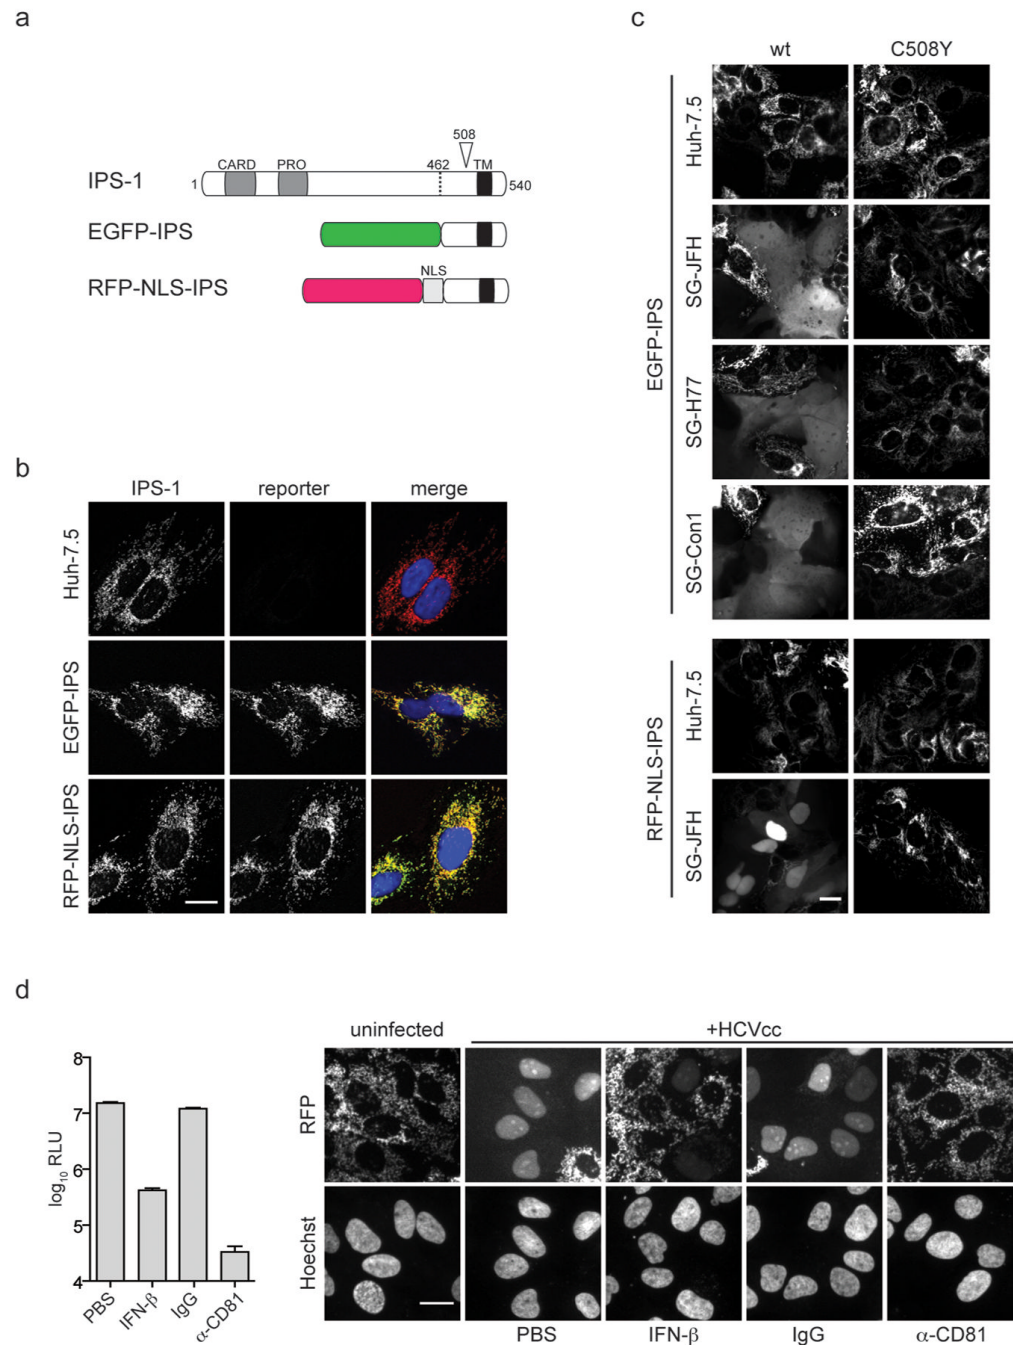 a
508
CARD PRO 462 TM
IPS-1 1 540
EGFP-IPS
NLS
RFP-NLS-IPS
b
IPS-1 reporter merge
Huh-7.5
EGFP-IPS
RFP-NLS-IPS
c
wt C508Y
EGFP-IPS
Huh-7.5
SG-JFH
SG-H77
SG-Con1
RFP-NLS-IPS
Huh-7.5
SG-JFH
d
log10 RLU
8
7
6
5
4
PBS IFN-β IgG α-CD81
uninfected +HCVcc
RFP
Hoechst
PBS IFN-β IgG α-CD81